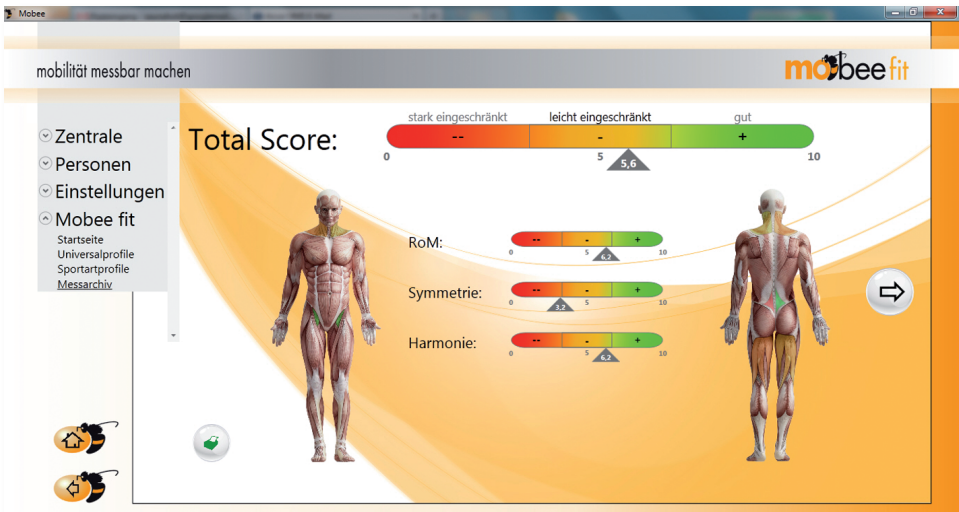 Mobee
mobilität messbar machen
mobee fit
Zentrale
Personen
Einstellungen
Mobee fit
Startseite
Universalprofile
Sportartprofile
Messarchiv
Total Score:
stark eingeschränkt leicht eingeschränkt gut
-- - +
0 5 10
5,6
RoM:
-- - +
0 5 10
6,2
Symmetrie:
-- - +
0 5 10
3,2
Harmonie:
-- - +
0 5 10
6,2